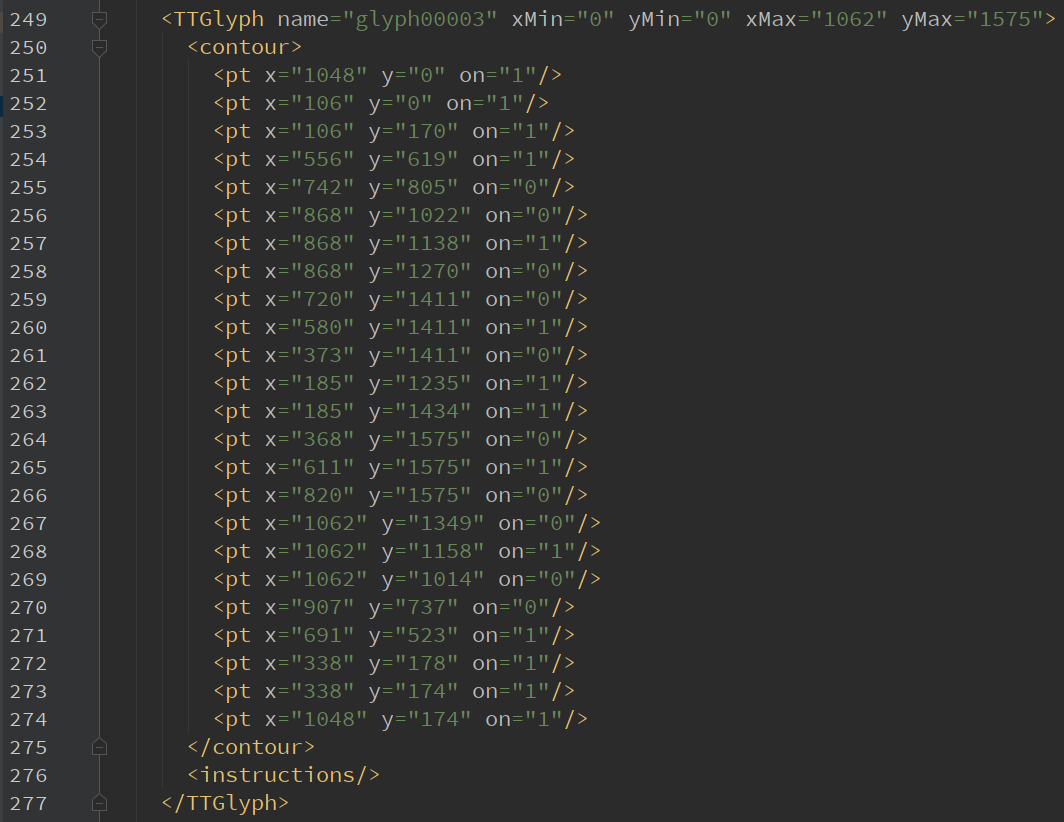 249 <TTGlyph name="glyph00003" xMin="0" yMin="0" xMax="1062" yMax="1575">
250 <contour>
251 <pt x="1048" y="0" on="1"/>
252 <pt x="106" y="0" on="1"/>
253 <pt x="106" y="170" on="1"/>
254 <pt x="556" y="619" on="1"/>
255 <pt x="742" y="805" on="0"/>
256 <pt x="868" y="1022" on="0"/>
257 <pt x="868" y="1138" on="1"/>
258 <pt x="868" y="1270" on="0"/>
259 <pt x="720" y="1411" on="0"/>
260 <pt x="580" y="1411" on="1"/>
261 <pt x="373" y="1411" on="0"/>
262 <pt x="185" y="1235" on="1"/>
263 <pt x="185" y="1434" on="1"/>
264 <pt x="368" y="1575" on="0"/>
265 <pt x="611" y="1575" on="1"/>
266 <pt x="820" y="1575" on="0"/>
267 <pt x="1062" y="1349" on="0"/>
268 <pt x="1062" y="1158" on="1"/>
269 <pt x="1062" y="1014" on="0"/>
270 <pt x="907" y="737" on="0"/>
271 <pt x="691" y="523" on="1"/>
272 <pt x="338" y="178" on="1"/>
273 <pt x="338" y="174" on="1"/>
274 <pt x="1048" y="174" on="1"/>
275 </contour>
276 <instructions/>
277 </TTGlyph>